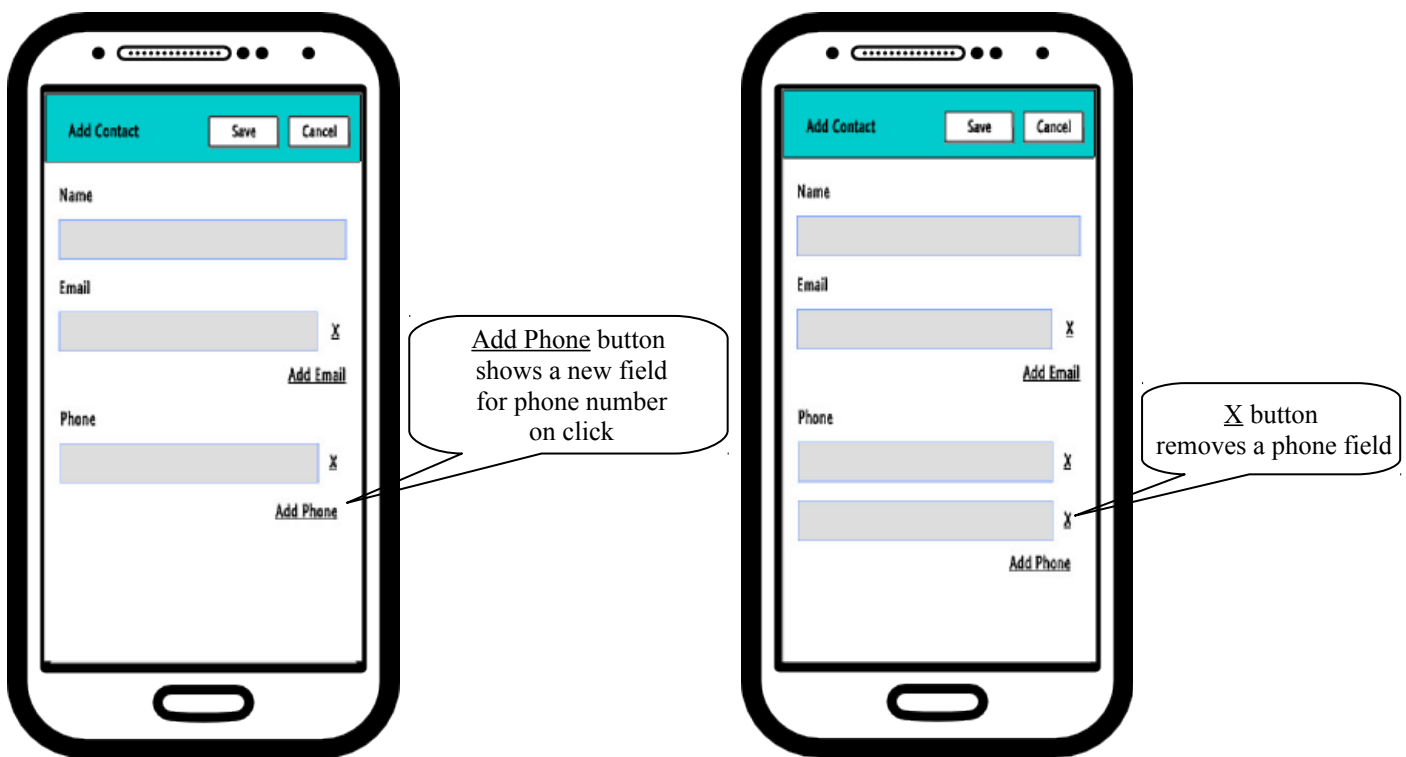 Add Contact Save Cancel
Name
Email
X
Add Email
Phone
X
Add Phone
Add Phone button
shows a new field
for phone number
on click
Add Contact Save Cancel
Name
Email
X
Add Email
Phone
X
X
Add Phone
X button
removes a phone field